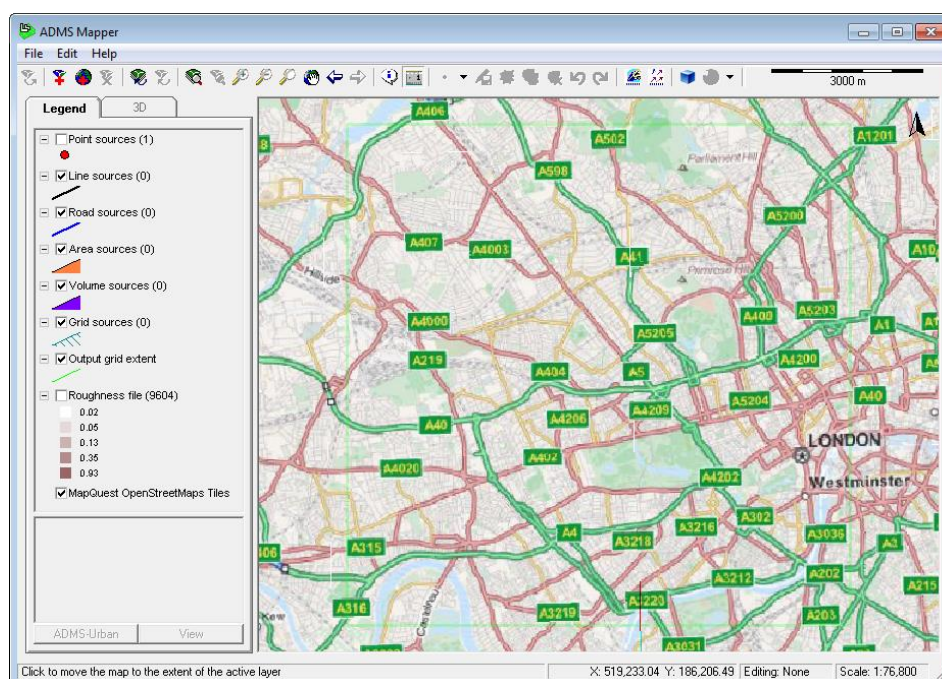 ADMS Mapper
File Edit Help
3000 m
Legend 3D
Point sources (1)
Line sources (0)
Road sources (0)
Area sources (0)
Volume sources (0)
Grid sources (0)
Output grid extent
Roughness file (9604)
0.02
0.05
0.13
0.35
0.93
MapQuest OpenStreetMaps Tiles
ADMS-Urban View
A406
A502
A1201
A598
Parliament Hill
A5200
A407
A4003
A41
A10
Hillside
Primrose Hill
A4000
A400
A5203
A1
A5205
A219
A404
A5
A4200
A40
A4206
A4209
A5204
A40
LONDON
A4020
A402
A4202
Westminster
A4
A3216
A302
A3218
A3036
A3
406
A315
A3212
A202
A215
Kew
A316
Castelnau
A3219
A3220
A203
A3031
Click to move the map to the extent of the active layer
X: 519,233.04 Y: 186,206.49 Editing: None Scale: 1:76,800